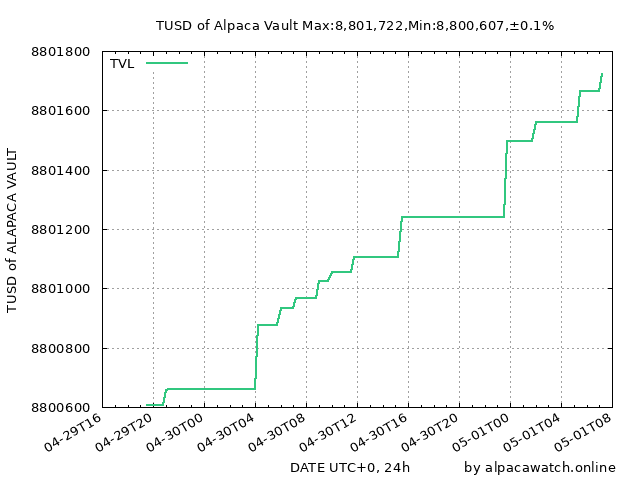 TUSD of Alpaca Vault Max:8,801,722,Min:8,800,607,±0.1%
TVL
8801800
8801600
8801400
8801200
8801000
8800800
8800600
TUSD of ALAPACA VAULT
04-29T16
04-29T20
04-30T00
04-30T04
04-30T08
04-30T12
04-30T16
04-30T20
05-01T00
05-01T04
05-01T08
DATE UTC+0, 24h
by alpacawatch.online